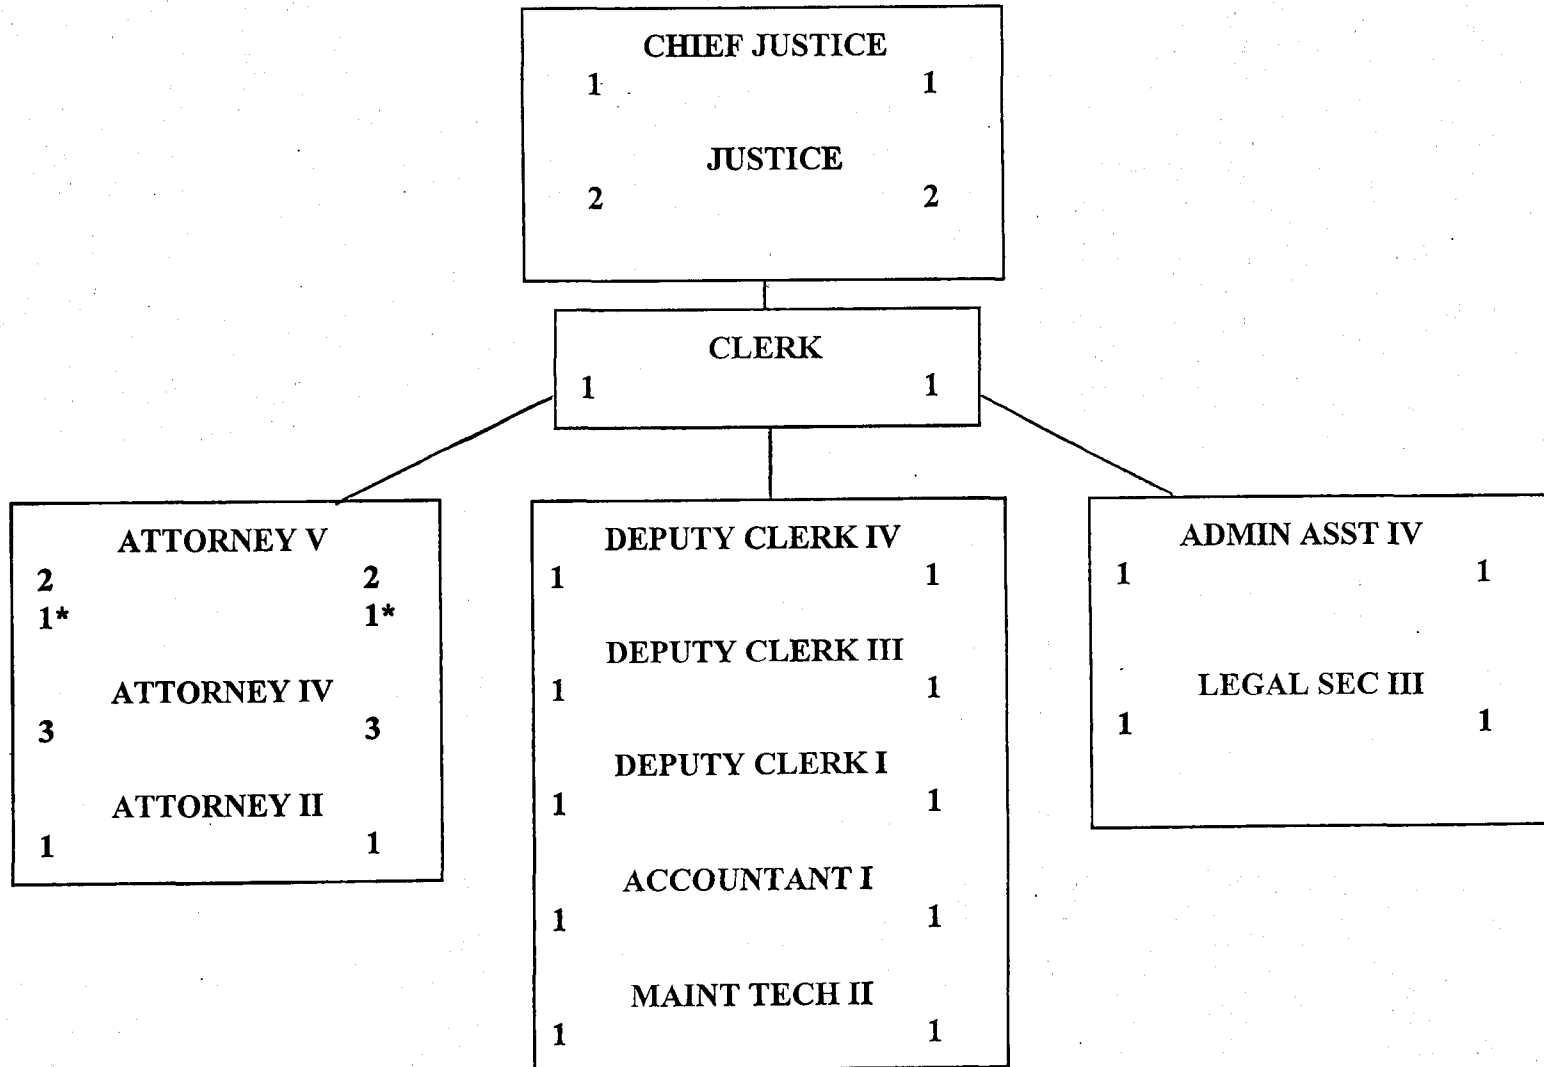 CHIEF JUSTICE
1 1
JUSTICE
2 2
CLERK
1 1
ATTORNEY V
2 2
1* 1*
ATTORNEY IV
3 3
ATTORNEY II
1 1
DEPUTY CLERK IV
1 1
DEPUTY CLERK III
1 1
DEPUTY CLERK I
1 1
ACCOUNTANT I
1 1
MAINT TECH II
1 1
ADMIN ASST IV
1 1
LEGAL SEC III
1 1